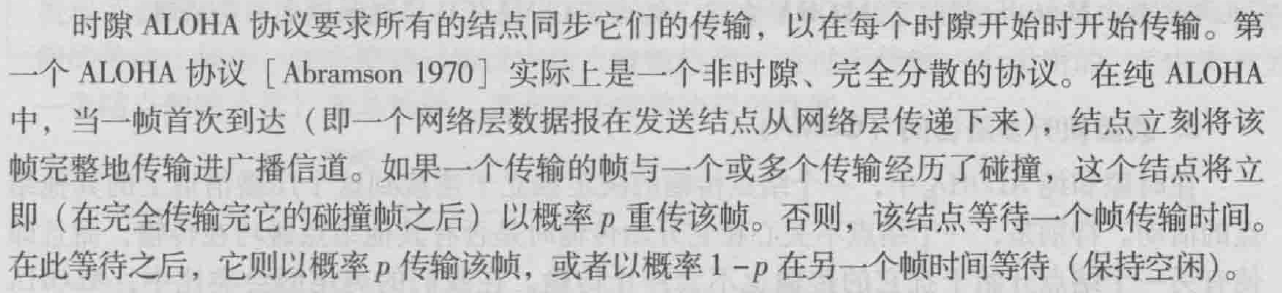 时隙 ALOHA 协议要求所有的结点同步它们的传输，以在每个时隙开始时开始传输。第
一个 ALOHA 协议［Abramson 1970］实际上是一个非时隙、完全分散的协议。在纯 ALOHA
中，当一帧首次到达（即一个网络层数据报在发送结点从网络层传递下来），结点立刻将该
帧完整地传输进广播信道。如果一个传输的帧与一个或多个传输经历了碰撞，这个结点将立
即（在完全传输完它的碰撞帧之后）以概率 p 重传该帧。否则，该结点等待一个帧传输时间。
在此等待之后，它则以概率 p 传输该帧，或者以概率 1 - p 在另一个帧时间等待（保持空闲）。